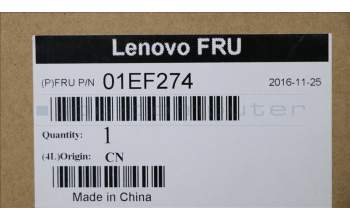 Lenovo FRU
(P)FRU P/N 01EF274 2016-11-25
Quantity: 1
(4L)Origin: CN
Made in China